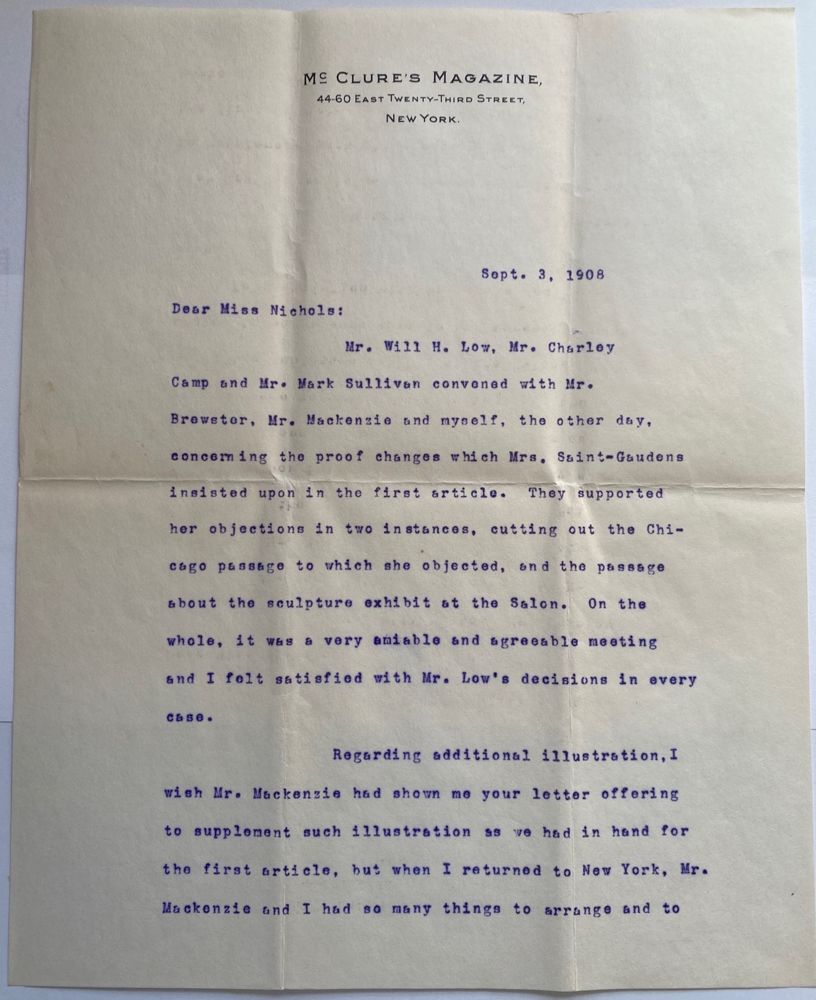 Mc CLURE'S MAGAZINE,
44-60 EAST TWENTY-THIRD STREET,
NEW YORK.
Sept. 3, 1908
Dear Miss Nichols:
Mr. Will H. Low, Mr. Charley
Camp and Mr. Mark Sullivan convened with Mr.
Brewster, Mr. Mackenzie and myself, the other day,
concerning the proof changes which Mrs. Saint-Gaudens
insisted upon in the first article. They supported
her objections in two instances, cutting out the Chi-
cago passage to which she objected, and the passage
about the sculpture exhibit at the Salon. On the
whole, it was a very amiable and agreeable meeting
and I felt satisfied with Mr. Low's decisions in every
case.
Regarding additional illustration, I
wish Mr. Mackenzie had shown me your letter offering
to supplement such illustration as we had in hand for
the first article, but when I returned to New York, Mr.
Mackenzie and I had so many things to arrange and to